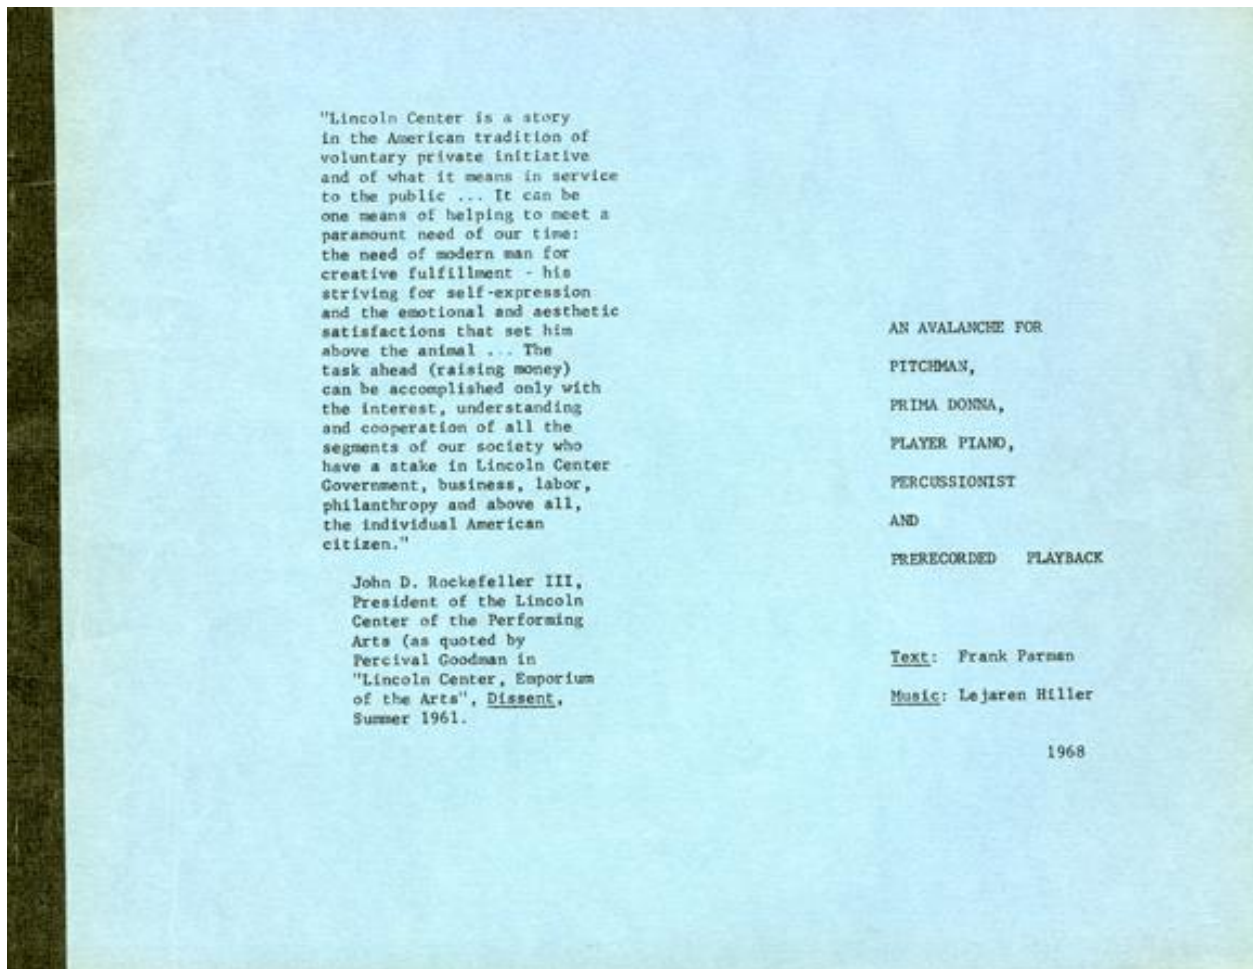 "Lincoln Center is a story
in the American tradition of
voluntary private initiative
and of what it means in service
to the public ... It can be
one means of helping to meet a
paramount need of our time:
the need of modern man for
creative fulfillment - his
striving for self-expression
and the emotional and aesthetic
satisfactions that set him
above the animal ... The
task ahead (raising money)
can be accomplished only with
the interest, understanding
and cooperation of all the
segments of our society who
have a stake in Lincoln Center
Government, business, labor,
philanthropy and above all,
the individual American
citizen."
John D. Rockefeller III,
President of the Lincoln
Center of the Performing
Arts (as quoted by
Percival Goodman in
"Lincoln Center, Emporium
of the Arts", Dissent,
Summer 1961.
AN AVALANCHE FOR
PITCHMAN,
PRIMA DONNA,
PLAYER PIANO,
PERCUSSIONIST
AND
PRERECORDED PLAYBACK
Text: Frank Parman
Music: Lejaren Hiller
1968